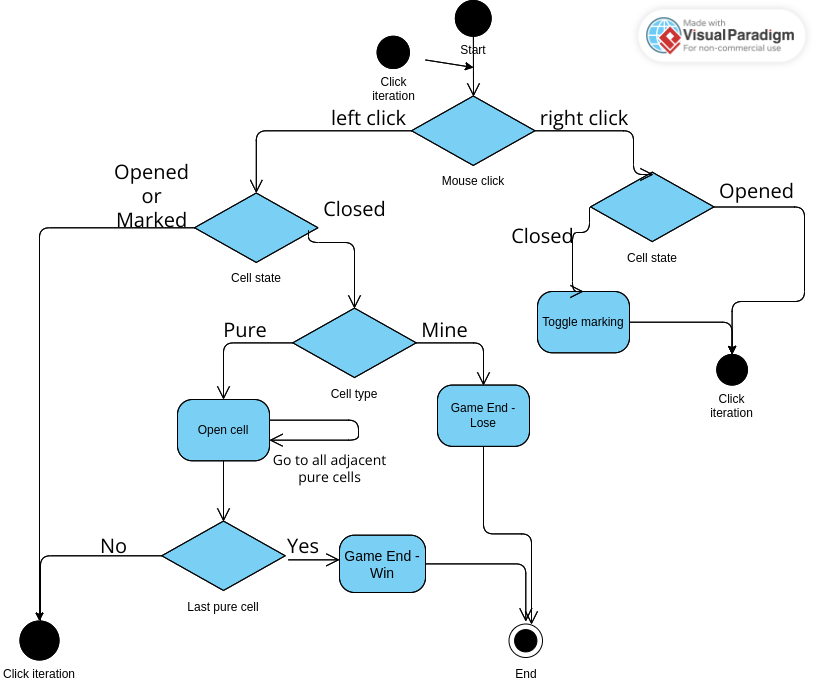 Made with
VisualParadigm
For non-commercial use
Start
Click
iteration
left click
right click
Mouse click
Opened
or
Marked
Closed
Cell state
Opened
Closed
Cell state
Toggle marking
Click
iteration
Pure
Mine
Cell type
Open cell
Go to all adjacent
pure cells
Game End -
Lose
No
Yes
Last pure cell
Game End -
Win
Click iteration
End